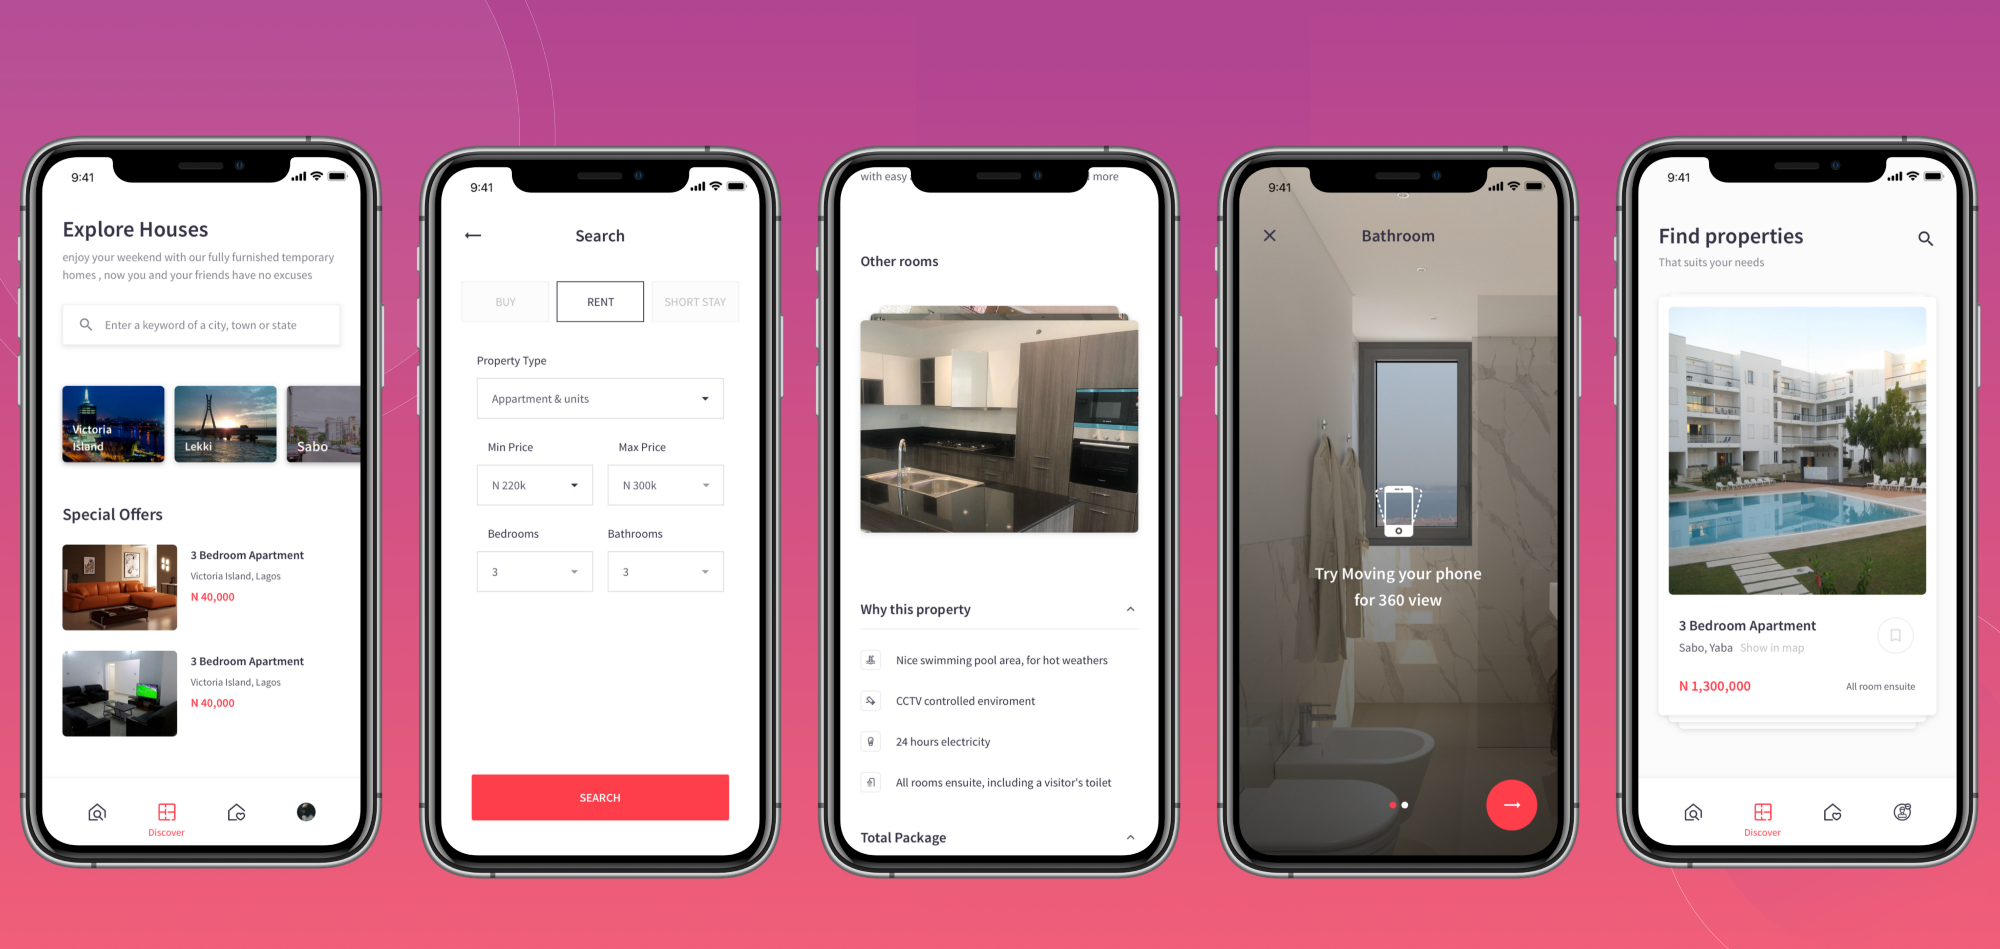 9:41
Explore Houses
enjoy your weekend with our fully furnished temporary
homes , now you and your friends have no excuses
Enter a keyword of a city, town or state
Victoria
Island
Lekki
Sabo
Special Offers
3 Bedroom Apartment
Victoria Island, Lagos
N 40,000
3 Bedroom Apartment
Victoria Island, Lagos
N 40,000
Discover
9:41
Search
BUY
RENT
SHORT STAY
Property Type
Appartment & units
Min Price
Max Price
N 220k
N 300k
Bedrooms
Bathrooms
3
3
SEARCH
with easy
more
Other rooms
Why this property
Nice swimming pool area, for hot weathers
CCTV controlled enviroment
24 hours electricity
All rooms ensuite, including a visitor's toilet
Total Package
9:41
Bathroom
Try Moving your phone
for 360 view
9:41
Find properties
That suits your needs
3 Bedroom Apartment
Sabo, Yaba Show in map
N 1,300,000
All room ensuite
Discover